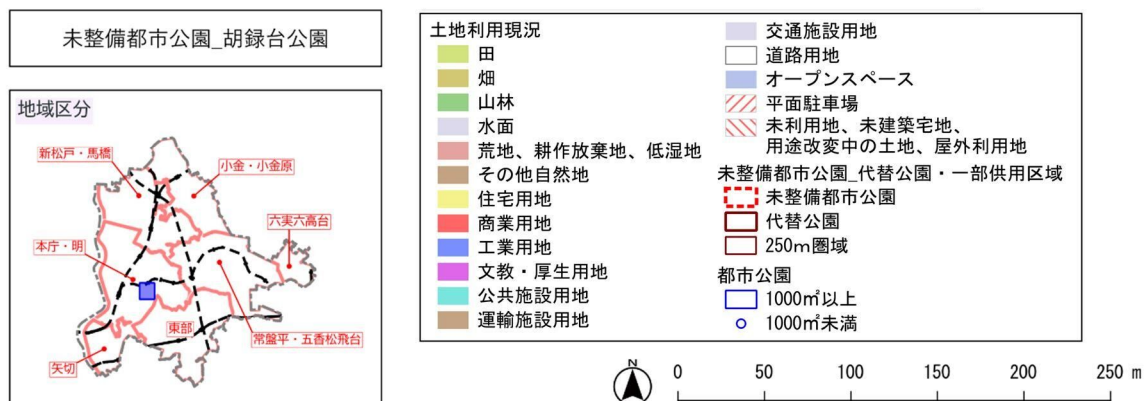 未整備都市公園_胡録台公園
地域区分
新松戸・馬橋
小金・小金原
六実六高台
本庁・明
東部
常盤平・五香松飛台
矢切
土地利用現況
田
畑
山林
水面
荒地、耕作放棄地、低湿地
その他自然地
住宅用地
商業用地
工業用地
文教・厚生用地
公共施設用地
運輸施設用地
交通施設用地
道路用地
オープンスペース
平面駐車場
未利用地、未建築宅地、
用途改変中の土地、屋外利用地
未整備都市公園_代替公園・一部供用区域
未整備都市公園
代替公園
250m圏域
都市公園
1000㎡以上
1000㎡未満
N
0 50 100 150 200 250 m